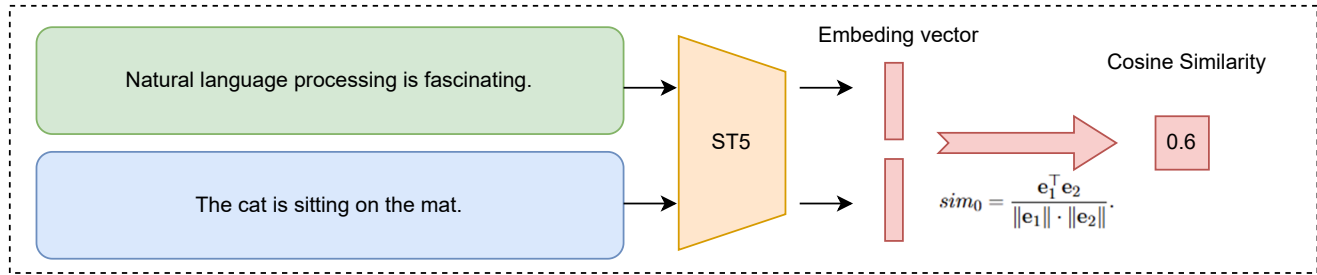 Natural language processing is fascinating.
The cat is sitting on the mat.
ST5
Embeding vector
Cosine Similarity
0.6
sim₀ = e₁ᵀe₂ / (‖e₁‖ · ‖e₂‖).